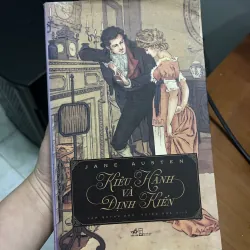 JANE AUSTEN
KIÊU HÃNH
VÀ
ĐỊNH KIẾN